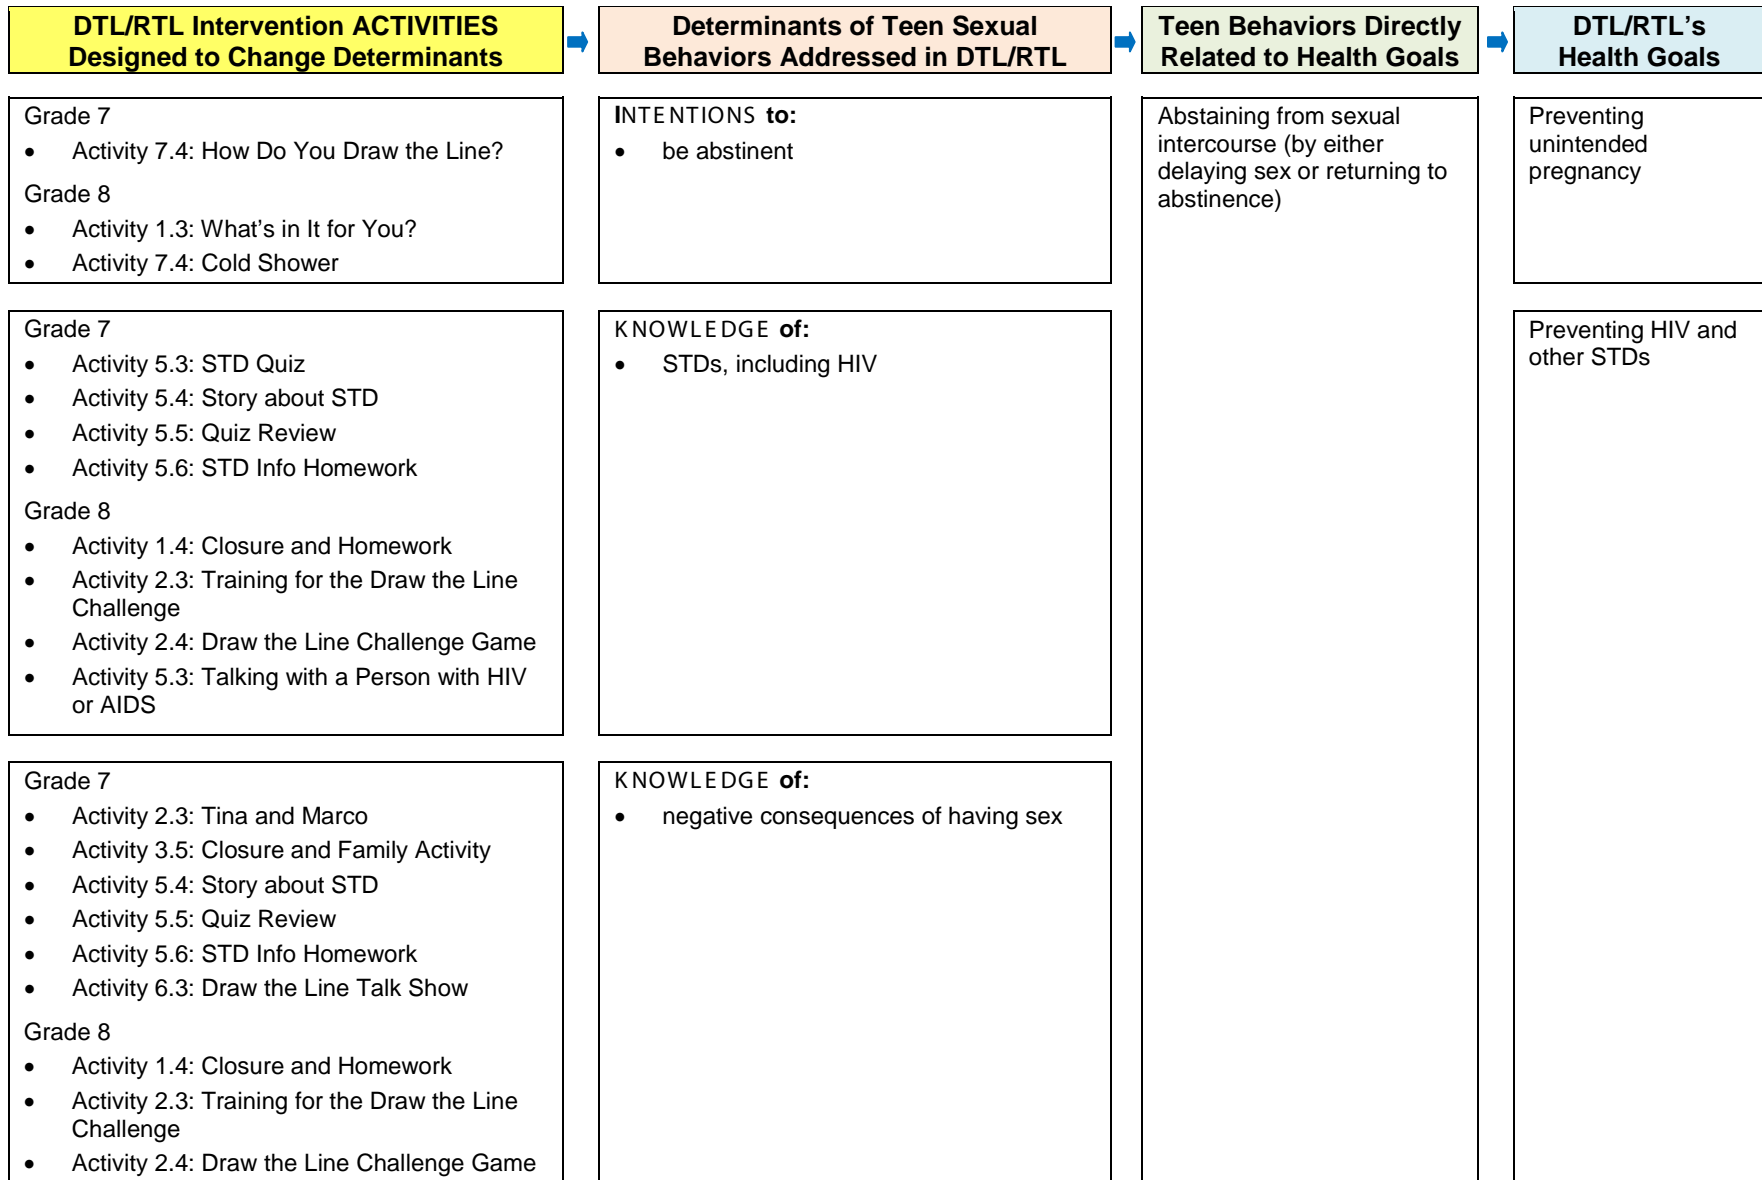 DTL/RTL Intervention ACTIVITIES
Designed to Change Determinants
Determinants of Teen Sexual
Behaviors Addressed in DTL/RTL
Teen Behaviors Directly
Related to Health Goals
DTL/RTL's
Health Goals
Grade 7
• Activity 7.4: How Do You Draw the Line?
Grade 8
• Activity 1.3: What's in It for You?
• Activity 7.4: Cold Shower
INTENTIONS to:
• be abstinent
Abstaining from sexual
intercourse (by either
delaying sex or returning to
abstinence)
Preventing
unintended
pregnancy
Grade 7
• Activity 5.3: STD Quiz
• Activity 5.4: Story about STD
• Activity 5.5: Quiz Review
• Activity 5.6: STD Info Homework
Grade 8
• Activity 1.4: Closure and Homework
• Activity 2.3: Training for the Draw the Line
Challenge
• Activity 2.4: Draw the Line Challenge Game
• Activity 5.3: Talking with a Person with HIV
or AIDS
KNOWLEDGE of:
• STDs, including HIV
Preventing HIV and
other STDs
Grade 7
• Activity 2.3: Tina and Marco
• Activity 3.5: Closure and Family Activity
• Activity 5.4: Story about STD
• Activity 5.5: Quiz Review
• Activity 5.6: STD Info Homework
• Activity 6.3: Draw the Line Talk Show
Grade 8
• Activity 1.4: Closure and Homework
• Activity 2.3: Training for the Draw the Line
Challenge
• Activity 2.4: Draw the Line Challenge Game
KNOWLEDGE of:
• negative consequences of having sex